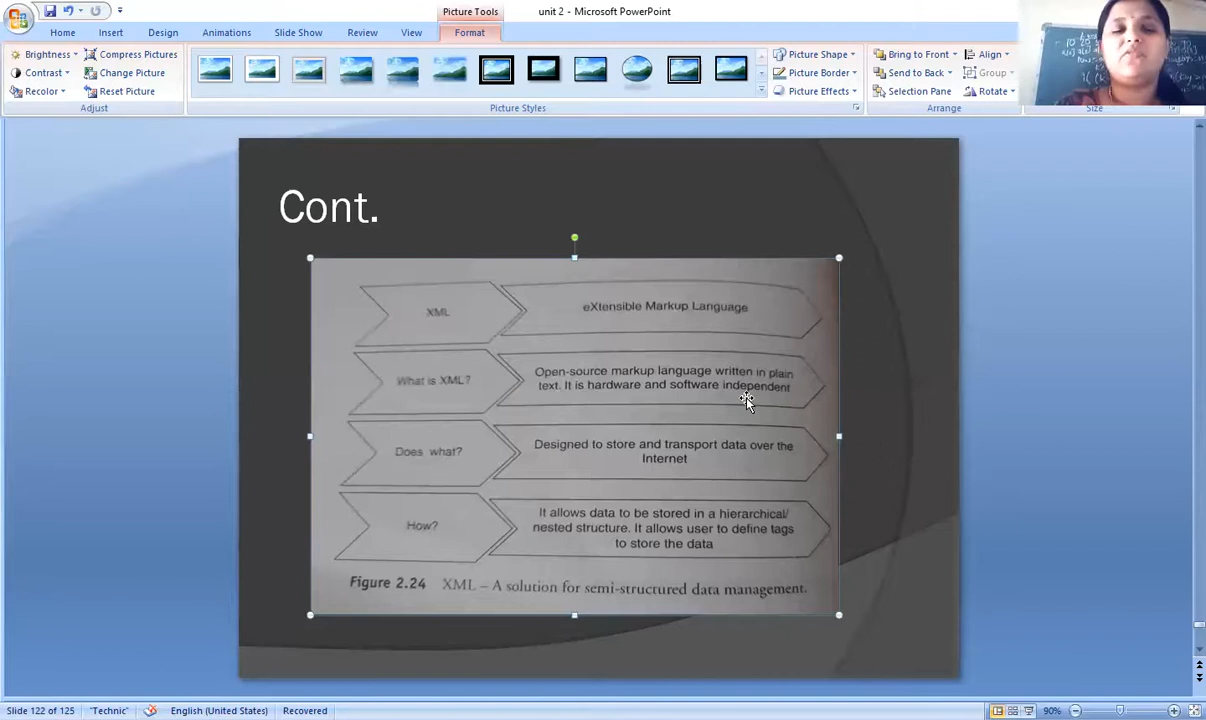 Picture Tools
unit 2 - Microsoft PowerPoint
Home Insert Design Animations Slide Show Review View Format
Brightness
Contrast
Recolor
Compress Pictures
Change Picture
Reset Picture
Adjust
Picture Styles
Picture Shape
Picture Border
Picture Effects
Bring to Front
Send to Back
Selection Pane
Align
Group
Rotate
Arrange
Size
Cont.
XML
eXtensible Markup Language
What is XML?
Open-source markup language written in plain
text. It is hardware and software independent
Does what?
Designed to store and transport data over the
Internet
How?
It allows data to be stored in a hierarchical/
nested structure. It allows user to define tags
to store the data
Figure 2.24 XML – A solution for semi-structured data management.
Slide 122 of 125 "Technic" English (United States) Recovered 90%